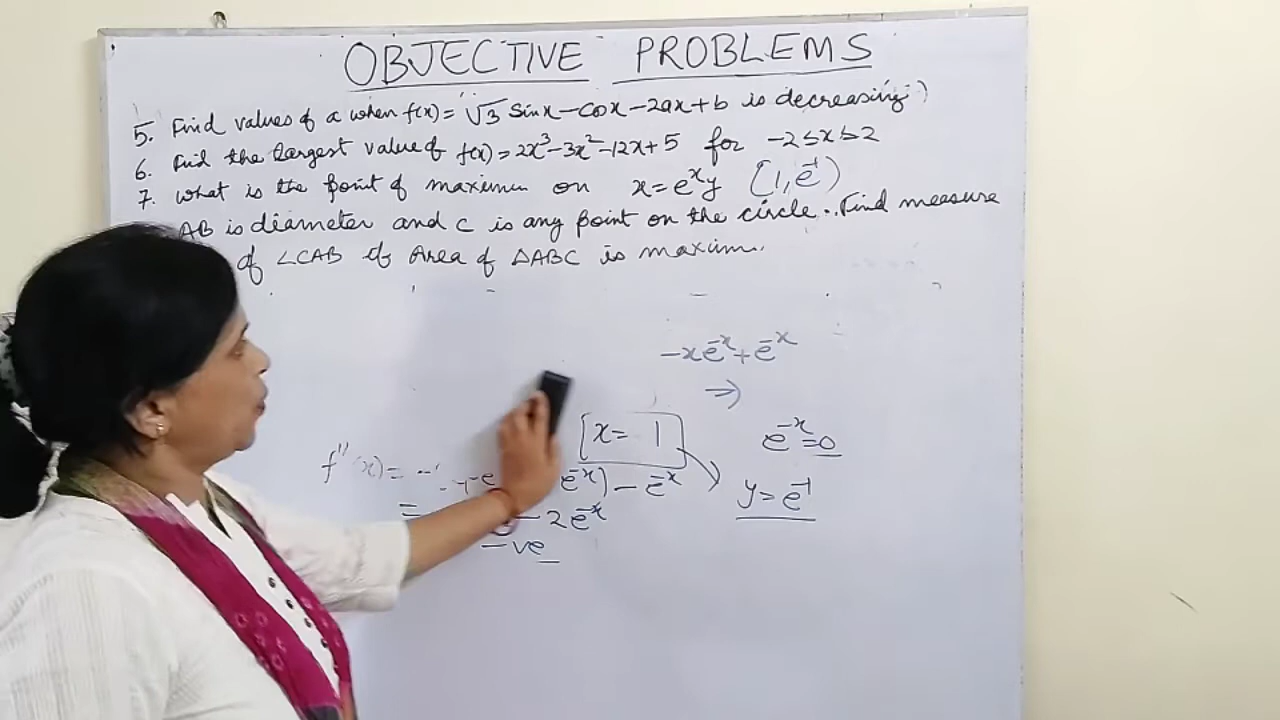 OBJECTIVE PROBLEMS
5. Find values of a when f(x) = √3 Sinx - Cosx - 2ax + b is decreasing
6. Find the largest value of f(x) = 2x³ - 3x² - 12x + 5 for -2 ≤ x ≤ 2
7. What is the point of maximum on x = eˣy (1, e⁻¹)
AB is diameter and C is any point on the circle. Find measure
of ∠CAB if Area of △ABC is maxim.
-xe⁻ˣ + e⁻ˣ
⇒
x = 1
e⁻ˣ = 0
f''(x) = e⁻ˣ) - e⁻ˣ
y = e⁻¹
= - 2e⁻ˣ
-ve